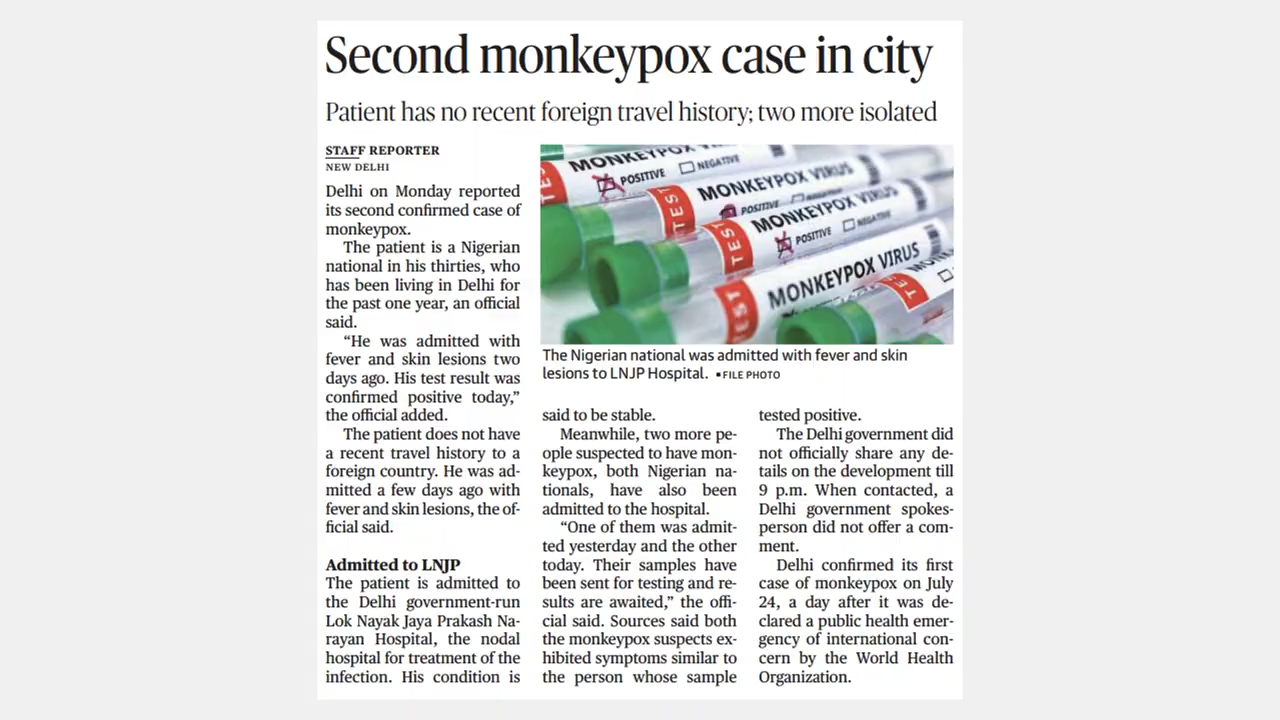 Second monkeypox case in city
Patient has no recent foreign travel history; two more isolated
STAFF REPORTER
NEW DELHI
Delhi on Monday reported
its second confirmed case of
monkeypox.
The patient is a Nigerian
national in his thirties, who
has been living in Delhi for
the past one year, an official
said.
“He was admitted with
fever and skin lesions two
days ago. His test result was
confirmed positive today,”
the official added.
The patient does not have
a recent travel history to a
foreign country. He was ad-
mitted a few days ago with
fever and skin lesions, the of-
ficial said.
Admitted to LNJP
The patient is admitted to
the Delhi government-run
Lok Nayak Jaya Prakash Na-
rayan Hospital, the nodal
hospital for treatment of the
infection. His condition is
TEST MONKEYPOX VIRUS
POSITIVE NEGATIVE
TEST MONKEYPOX VIRUS
POSITIVE
TEST MONKEYPOX VIRUS
POSITIVE NEGATIVE
TEST MONKEYPOX VIRUS
TEST
The Nigerian national was admitted with fever and skin
lesions to LNJP Hospital. ▪FILE PHOTO
said to be stable.
Meanwhile, two more pe-
ople suspected to have mon-
keypox, both Nigerian na-
tionals, have also been
admitted to the hospital.
“One of them was admit-
ted yesterday and the other
today. Their samples have
been sent for testing and re-
sults are awaited,” the offi-
cial said. Sources said both
the monkeypox suspects ex-
hibited symptoms similar to
the person whose sample
tested positive.
The Delhi government did
not officially share any de-
tails on the development till
9 p.m. When contacted, a
Delhi government spokes-
person did not offer a com-
ment.
Delhi confirmed its first
case of monkeypox on July
24, a day after it was de-
clared a public health emer-
gency of international con-
cern by the World Health
Organization.